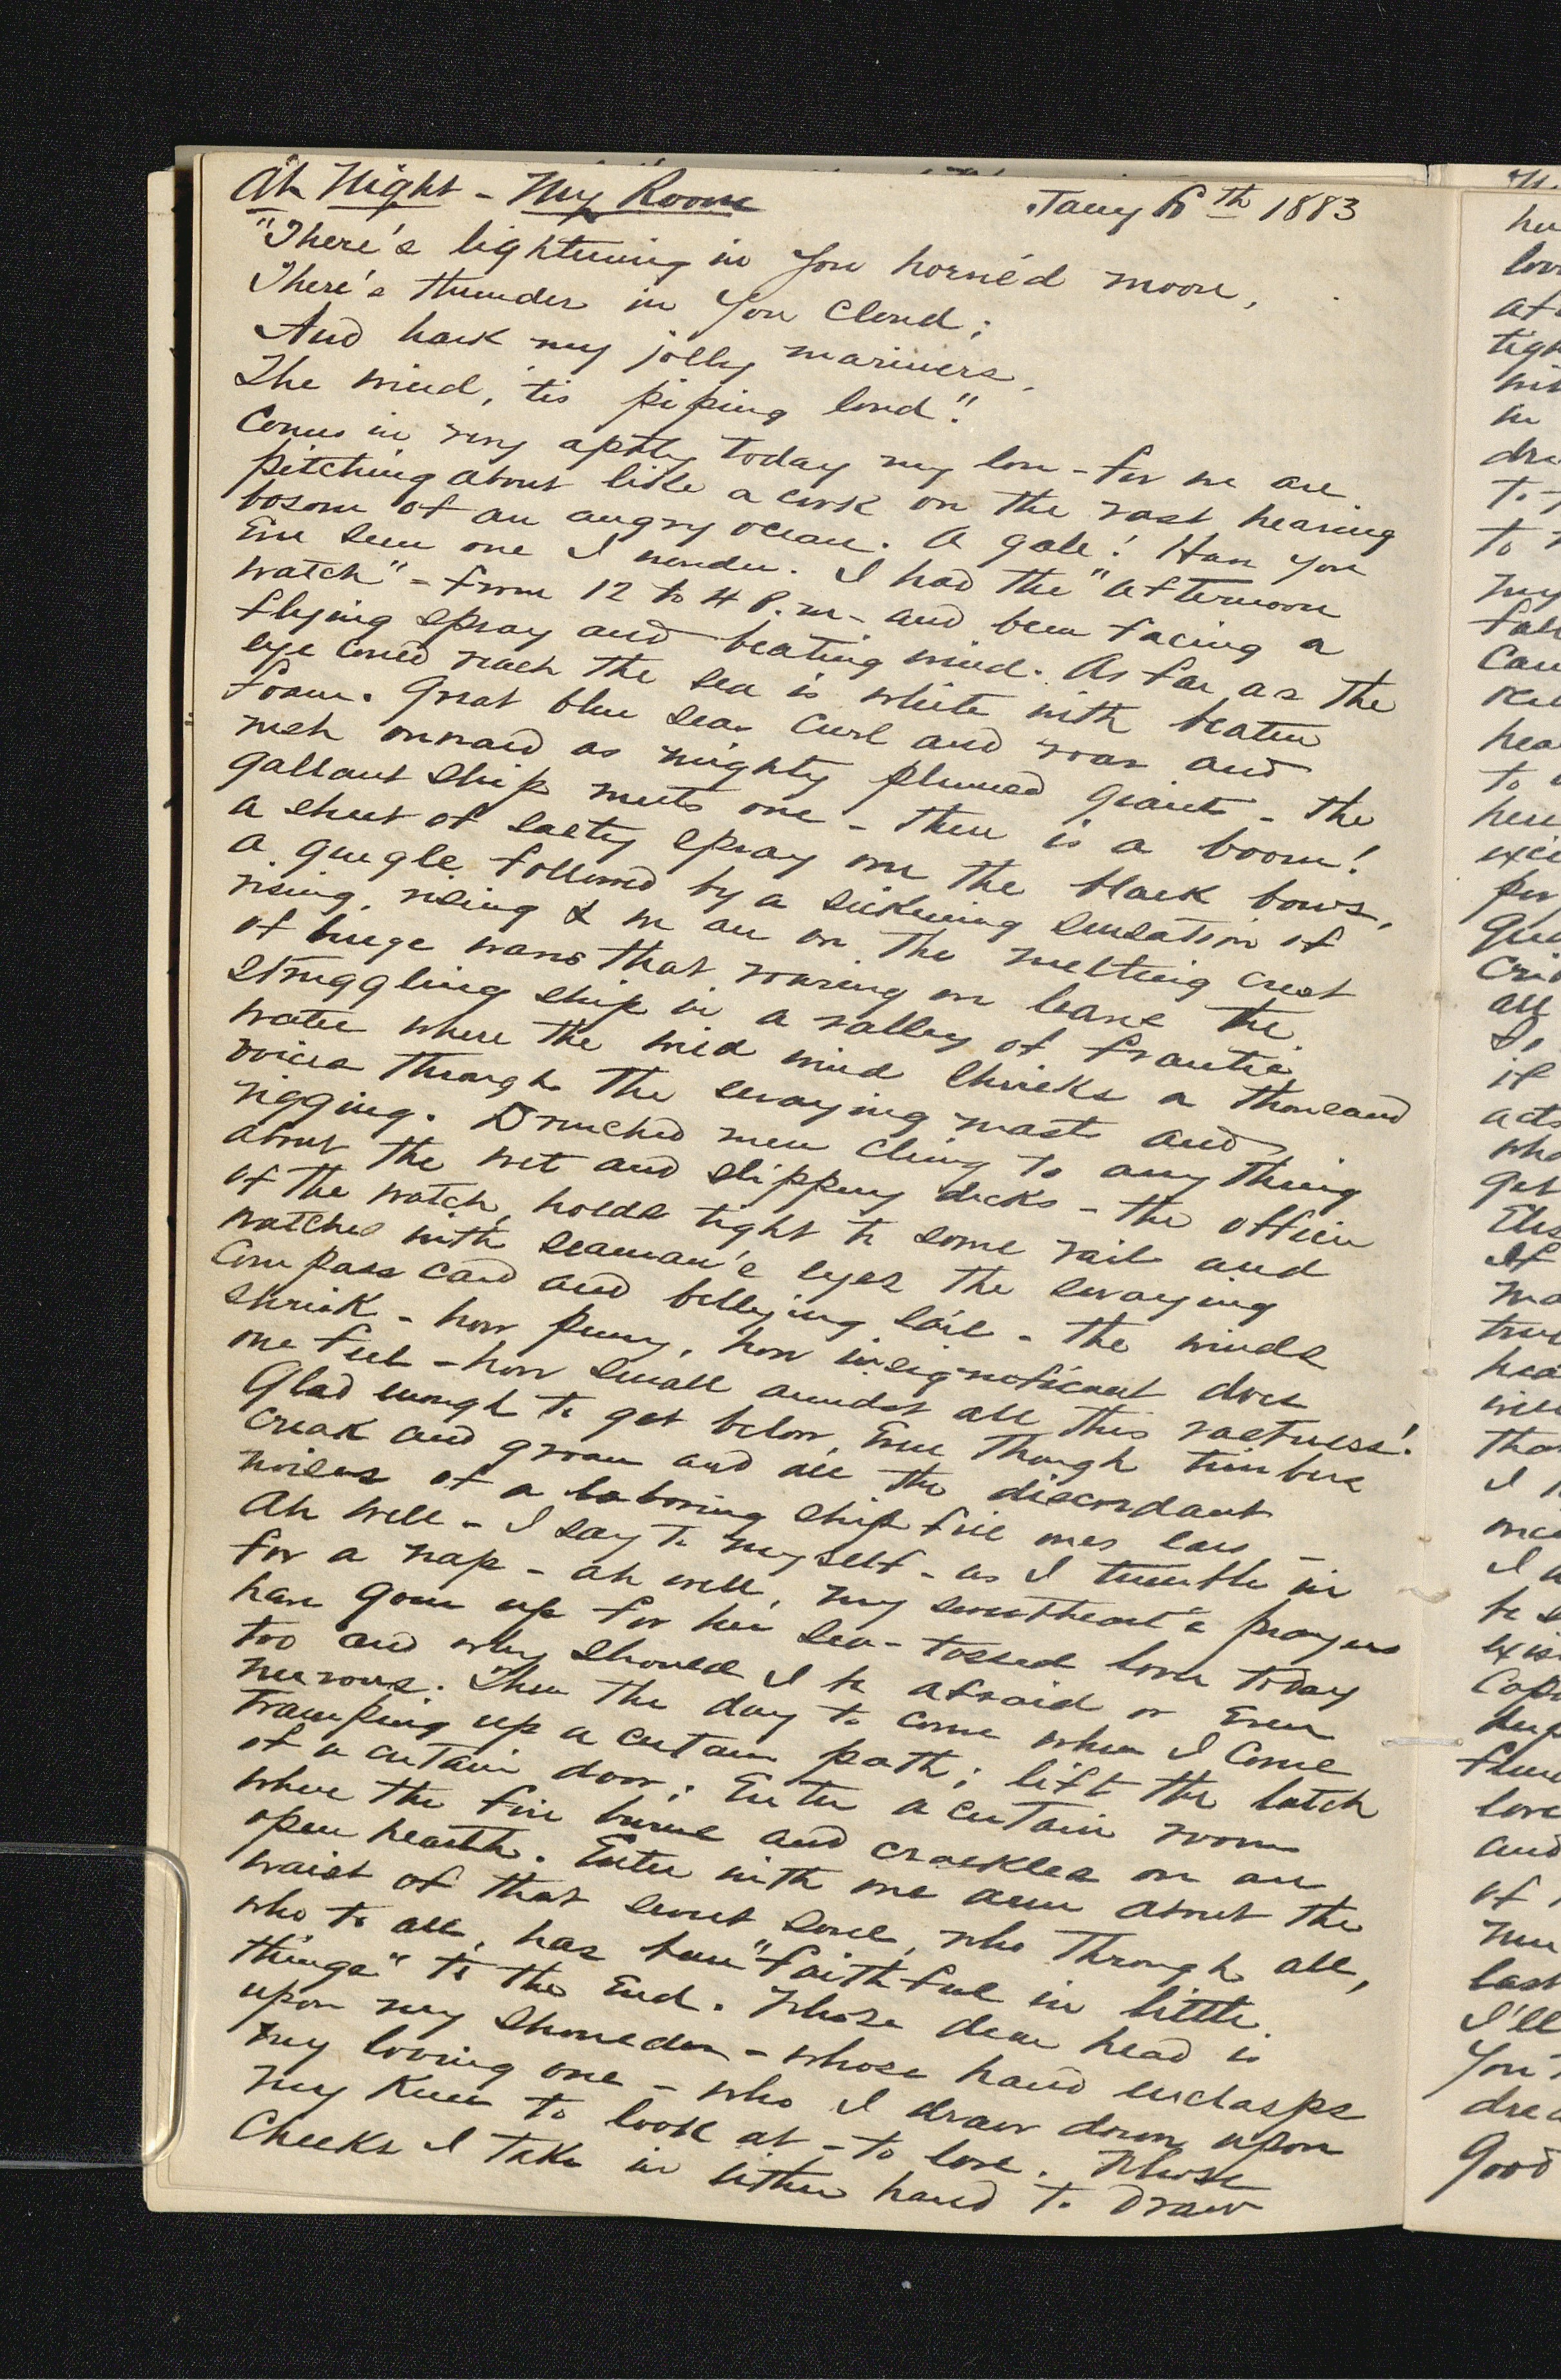 At Night - My Room Jany 6th 1883
"There's lightning in yon horned moon,
There's thunder in yon cloud;
And hark my jolly mariners,
The wind, 'tis piping loud".
Comes in very aptly today my love - for we are
pitching about like a cork on the vast heaving
bosom of an angry ocean. A gale! Have you
Ever seen one I wonder. I had the "afternoon
watch" - from 12 to 4 P.m. - and been facing a
flying spray and beating wind. As far as the
eye could reach the sea is white with beaten
foam. Great blue seas curl and roar and
rush onward as mighty plumed giants - the
gallant ship meets one - there is a boom!
a sheet of salty spray over the black bows,
a gurgle followed by a sickening sensation of
rising, rising & we are on the melting crest
of huge waves that roaring on leave the
struggling ship in a valley of frantic
water where the wild wind shrieks a thousand
voices through the swaying masts and
rigging. Drenched men cling to anything
about the wet and slippery decks - the officer
of the watch, holds tight to some rail and
watches with seaman's eyes the swaying
compass card and bellying sail - the winds
shriek - how puny, how insignificant does
one feel - how small amidst all this vastness!
Glad enough to get below, Even though timbers
creak and groan and all the discordant
noises of a laboring ship fill ones ears -
Ah well - I say to myself - as I tumble in
for a nap - ah well, my sweetheart's prayers
have gone up for her sea-tossed lover today
too and why should I be afraid or Even
nervous. Then the day to come when I come
tramping up a certain path; lift the latch
of a certain door; Enter a certain room
where the fire burns and crackles on an
open hearth. Enter with one arm about the
waist of that sweet soul, who through all,
who to all, has been "faithful in little
things" to the End. Whose dear head is
upon my shoulder - whose hand enclasps
my loving one - who I draw down upon
my knee to look at - to love. Whose
Cheeks I take in either hand to draw